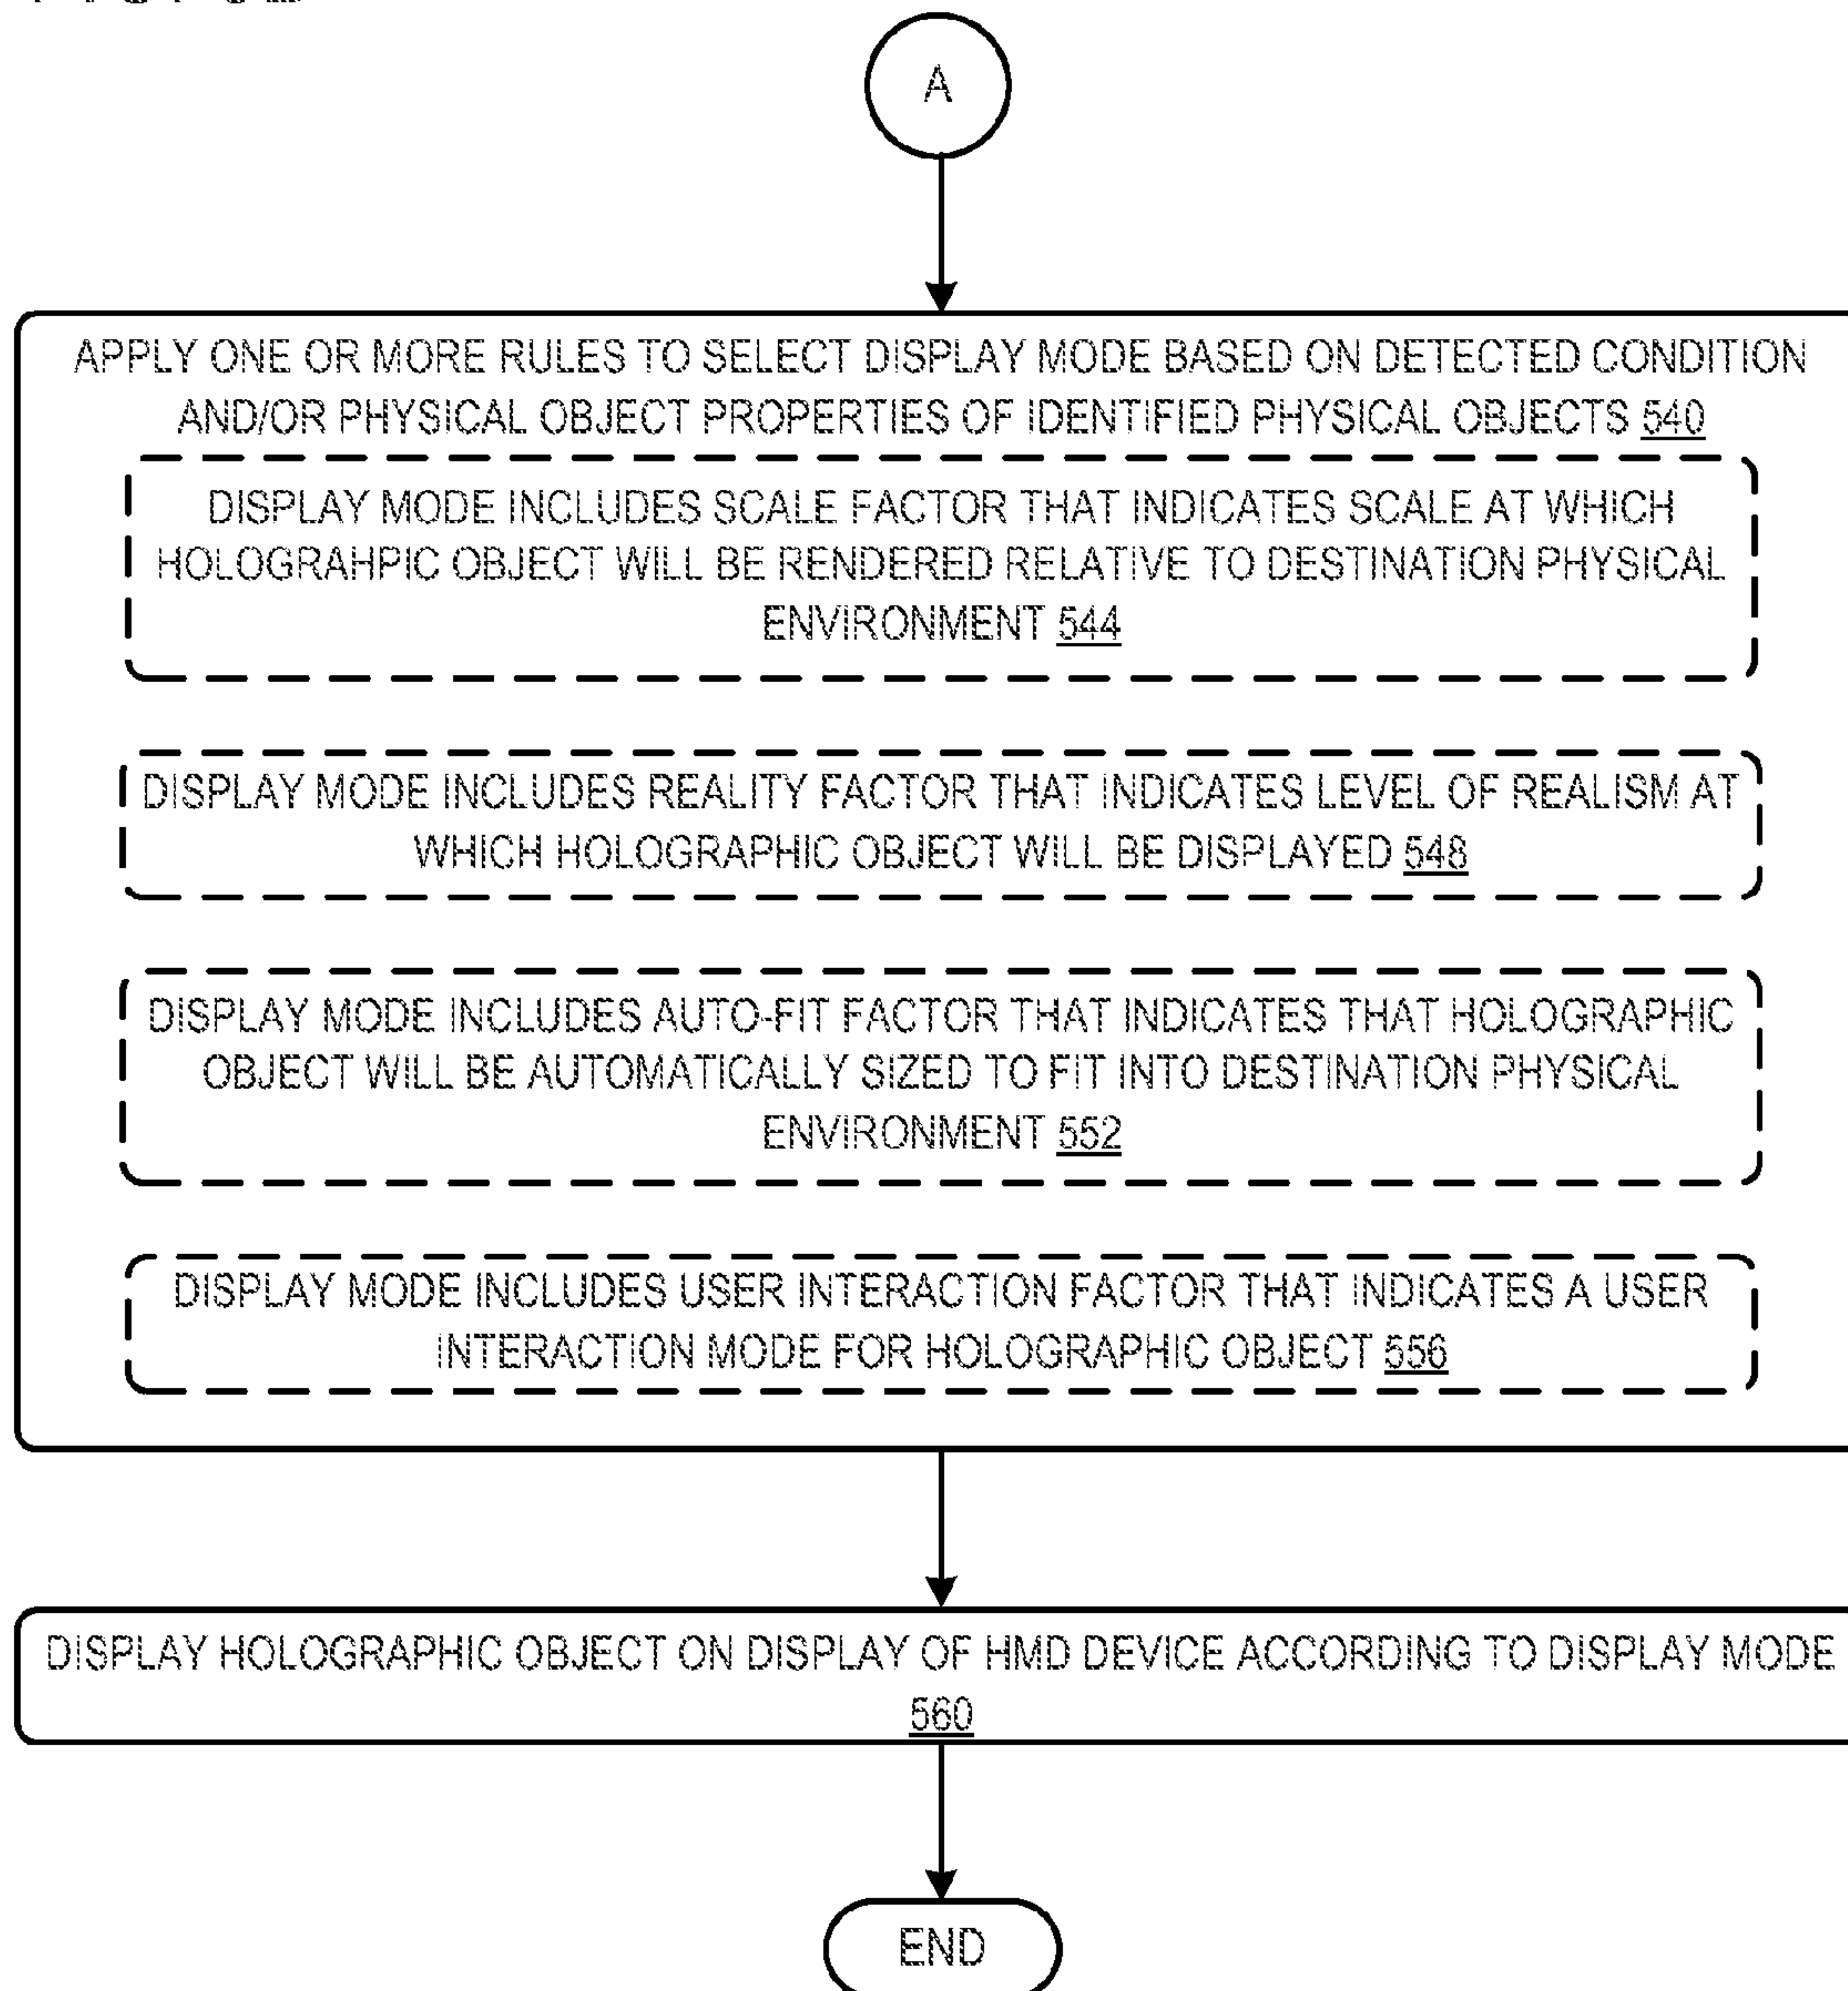 A
APPLY ONE OR MORE RULES TO SELECT DISPLAY MODE BASED ON DETECTED CONDITION
AND/OR PHYSICAL OBJECT PROPERTIES OF IDENTIFIED PHYSICAL OBJECTS 540
DISPLAY MODE INCLUDES SCALE FACTOR THAT INDICATES SCALE AT WHICH
HOLOGRAHPIC OBJECT WILL BE RENDERED RELATIVE TO DESTINATION PHYSICAL
ENVIRONMENT 544
DISPLAY MODE INCLUDES REALITY FACTOR THAT INDICATES LEVEL OF REALISM AT
WHICH HOLOGRAPHIC OBJECT WILL BE DISPLAYED 548
DISPLAY MODE INCLUDES AUTO-FIT FACTOR THAT INDICATES THAT HOLOGRAPHIC
OBJECT WILL BE AUTOMATICALLY SIZED TO FIT INTO DESTINATION PHYSICAL
ENVIRONMENT 552
DISPLAY MODE INCLUDES USER INTERACTION FACTOR THAT INDICATES A USER
INTERACTION MODE FOR HOLOGRAPHIC OBJECT 556
DISPLAY HOLOGRAPHIC OBJECT ON DISPLAY OF HMD DEVICE ACCORDING TO DISPLAY MODE
560
END